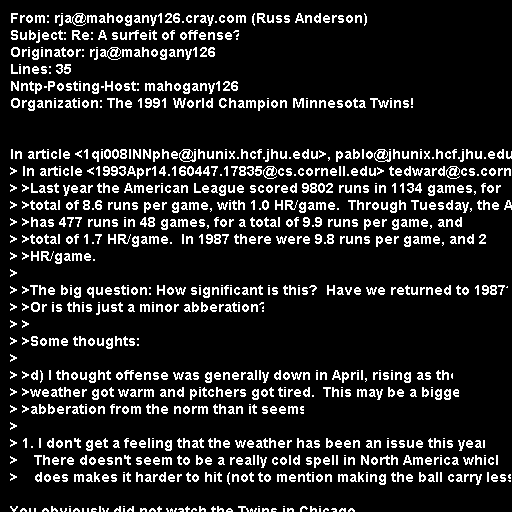 From: rja@mahogany126.cray.com (Russ Anderson)
Subject: Re: A surfeit of offense?
Originator: rja@mahogany126
Lines: 35
Nntp-Posting-Host: mahogany126
Organization: The 1991 World Champion Minnesota Twins!
In article <1qi008INNphe@jhunix.hcf.jhu.edu>, pablo@jhunix.hcf.jhu.edu
> In article <1993Apr14.160447.17835@cs.cornell.edu> tedward@cs.corn
> >Last year the American League scored 9802 runs in 1134 games, for
> >total of 8.6 runs per game, with 1.0 HR/game.  Through Tuesday, the A
> >has 477 runs in 48 games, for a total of 9.9 runs per game, and
> >total of 1.7 HR/game.  In 1987 there were 9.8 runs per game, and 2
> >HR/game.
>
> >The big question: How significant is this?  Have we returned to 1987?
> >Or is this just a minor abberation?
> >
> >Some thoughts:
>
> >d) I thought offense was generally down in April, rising as the
> >weather got warm and pitchers got tired.  This may be a bigge
> >abberation from the norm than it seems
>
> 1. I don't get a feeling that the weather has been an issue this year
>    There doesn't seem to be a really cold spell in North America which
>    does makes it harder to hit (not to mention making the ball carry less
You obviously did not watch the Twins in Chicago